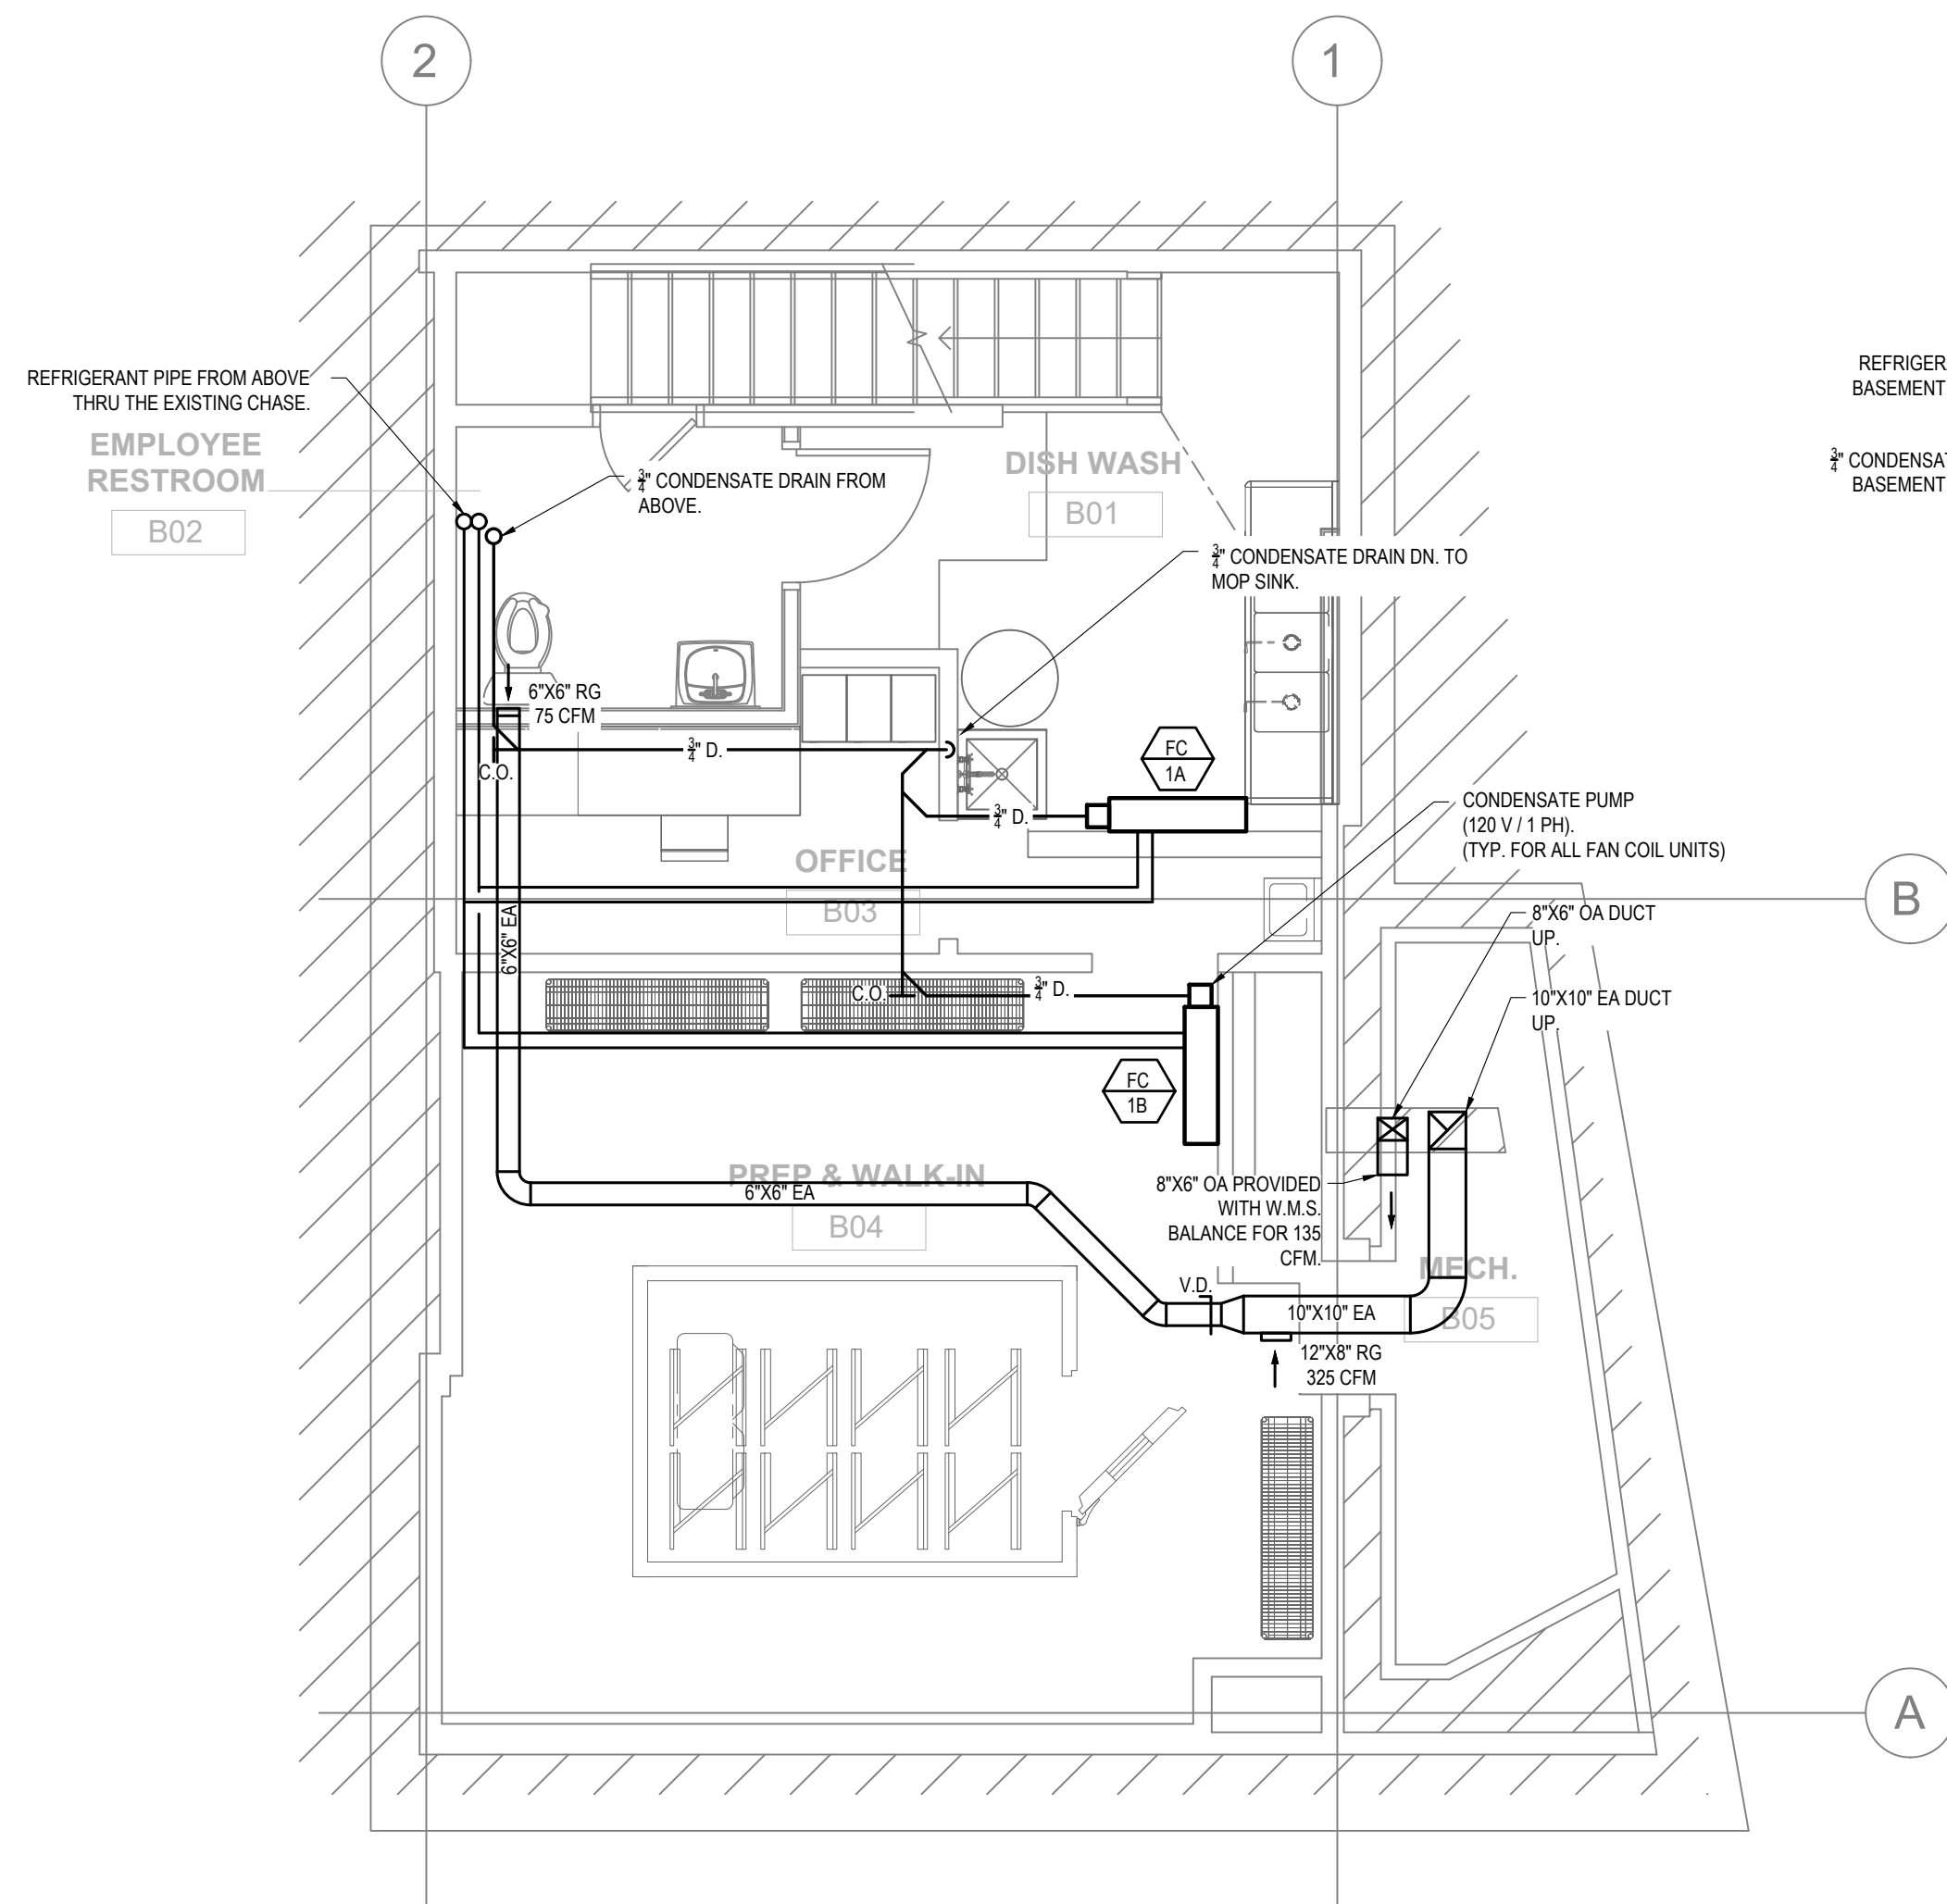 2
1
REFRIGERANT PIPE FROM ABOVE
THRU THE EXISTING CHASE.
EMPLOYEE
RESTROOM
B02
3/4" CONDENSATE DRAIN FROM
ABOVE.
DISH WASH
B01
REFRIGERA
BASEMENT
3/4" CONDENSAT
BASEMENT
3/4" CONDENSATE DRAIN DN. TO
MOP SINK.
6"X6" RG
75 CFM
3/4" D.
C.O.
FC
1A
3/4" D.
CONDENSATE PUMP
(120 V / 1 PH).
(TYP. FOR ALL FAN COIL UNITS)
OFFICE
B03
B
6"X6" EA
8"X6" OA DUCT
UP.
C.O.
3/4" D.
10"X10" EA DUCT
UP.
FC
1B
PREP & WALK-IN
6"X6" EA
B04
8"X6" OA PROVIDED
WITH W.M.S.
BALANCE FOR 135
CFM.
MECH.
B05
V.D.
10"X10" EA
12"X8" RG
325 CFM
A